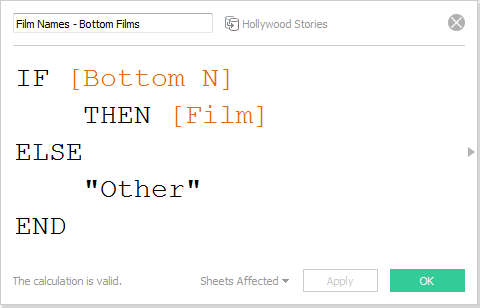 Film Names - Bottom Films Hollywood Stories
IF [Bottom N]
THEN [Film]
ELSE
"Other"
END
The calculation is valid. Sheets Affected Apply OK